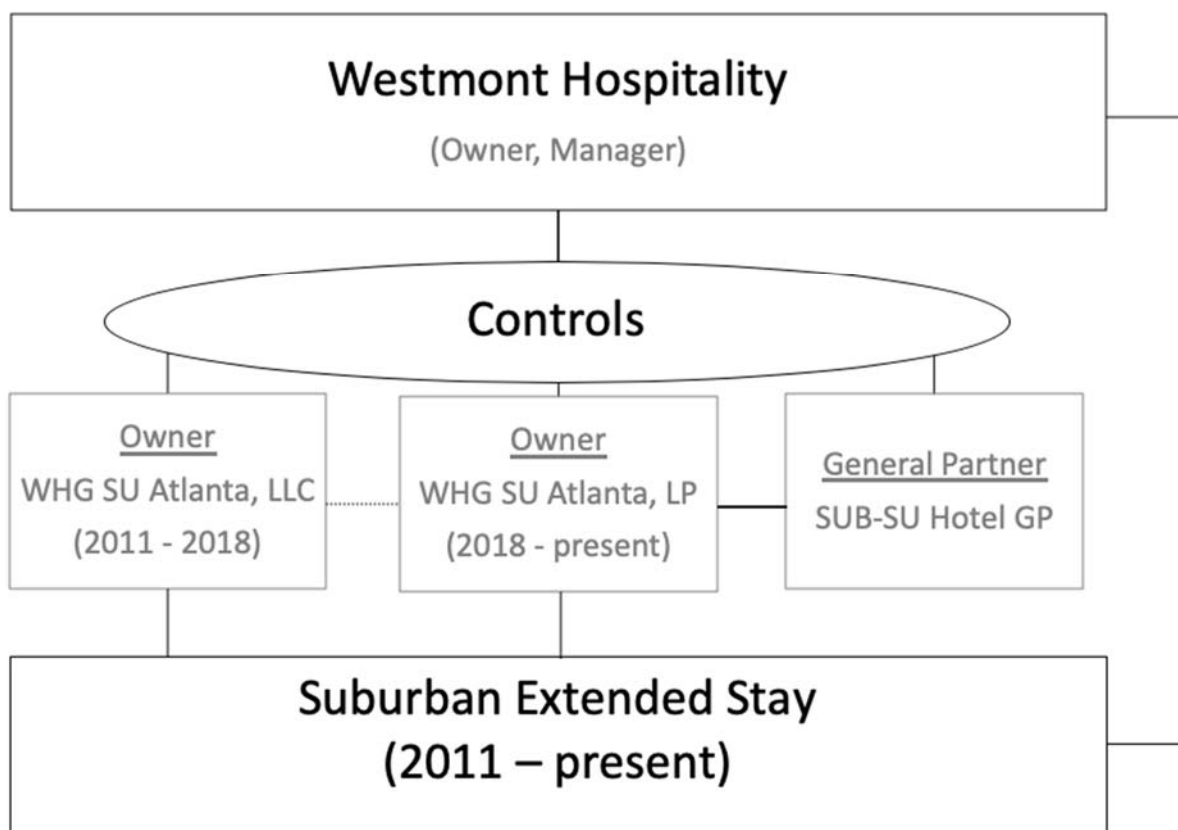 Westmont Hospitality
(Owner, Manager)
Controls
Owner
WHG SU Atlanta, LLC
(2011 - 2018)
Owner
WHG SU Atlanta, LP
(2018 - present)
General Partner
SUB-SU Hotel GP
Suburban Extended Stay
(2011 – present)